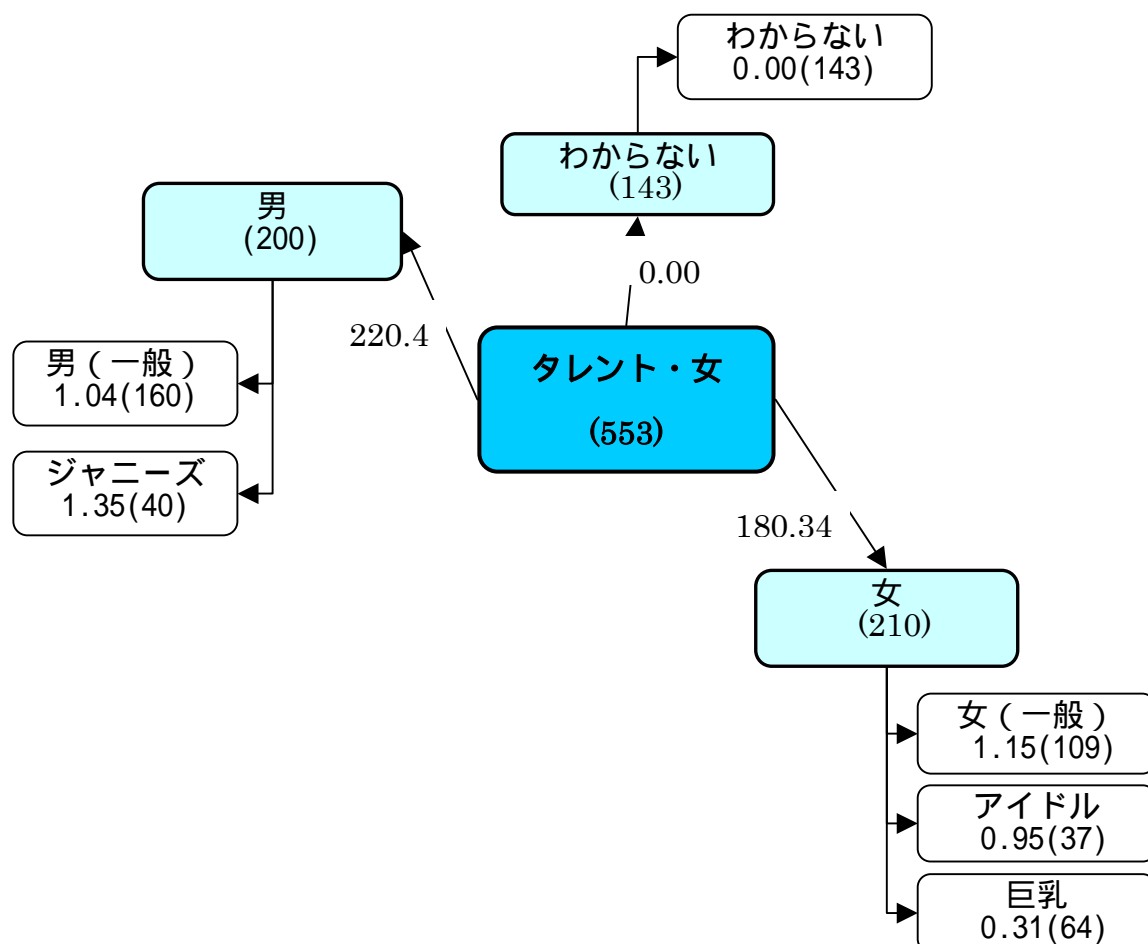 わからない
0.00(143)
わからない
(143)
男
(200)
0.00
220.4
タレント・女
(553)
男（一般）
1.04(160)
ジャニーズ
1.35(40)
180.34
女
(210)
女（一般）
1.15(109)
アイドル
0.95(37)
巨乳
0.31(64)